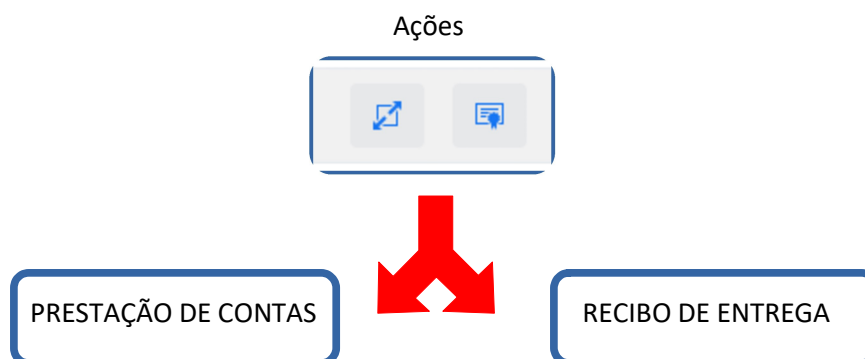 Ações
PRESTAÇÃO DE CONTAS
RECIBO DE ENTREGA